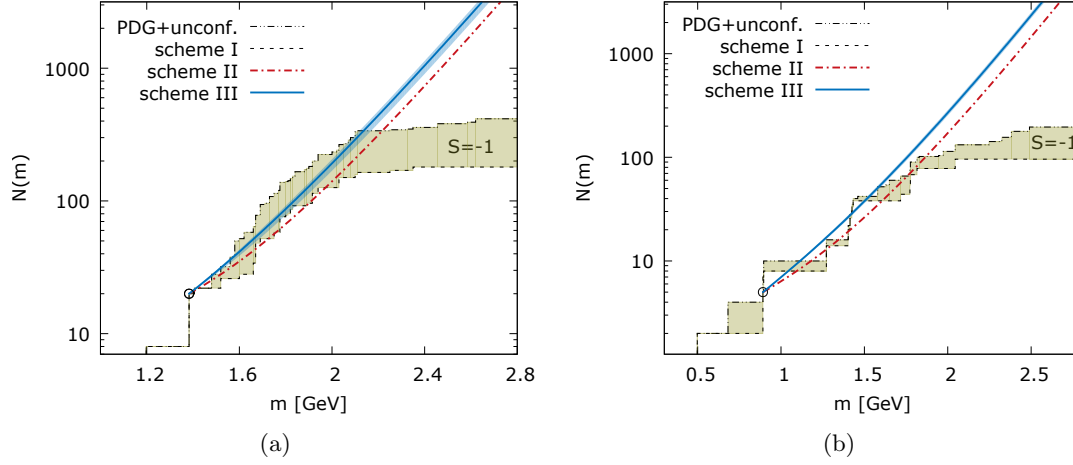 PDG+unconf.
scheme I
scheme II
scheme III
S=-1
N(m)
1000
100
10
1.2 1.6 2 2.4 2.8
m [GeV]
(a)
PDG+unconf.
scheme I
scheme II
scheme III
S=-1
N(m)
1000
100
10
0.5 1 1.5 2 2.5
m [GeV]
(b)